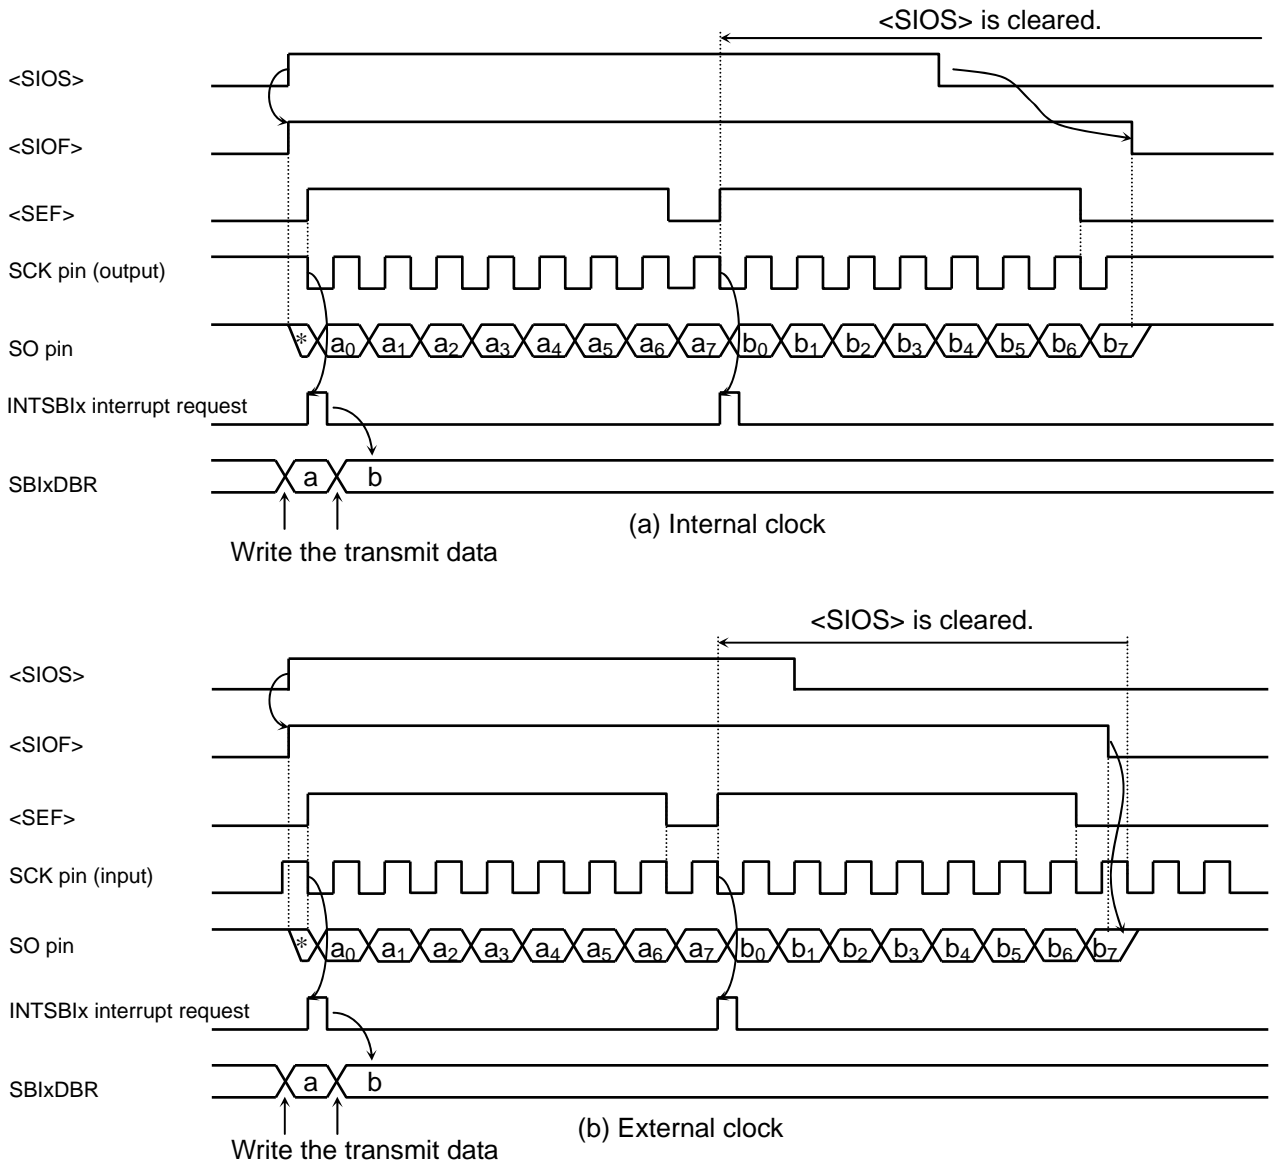 <SIOS> is cleared.
<SIOS>
<SIOF>
<SEF>
SCK pin (output)
SO pin * a0 a1 a2 a3 a4 a5 a6 a7 b0 b1 b2 b3 b4 b5 b6 b7
INTSBIx interrupt request
SBIxDBR a b
(a) Internal clock
Write the transmit data
<SIOS> is cleared.
<SIOS>
<SIOF>
<SEF>
SCK pin (input)
SO pin * a0 a1 a2 a3 a4 a5 a6 a7 b0 b1 b2 b3 b4 b5 b6 b7
INTSBIx interrupt request
SBIxDBR a b
(b) External clock
Write the transmit data